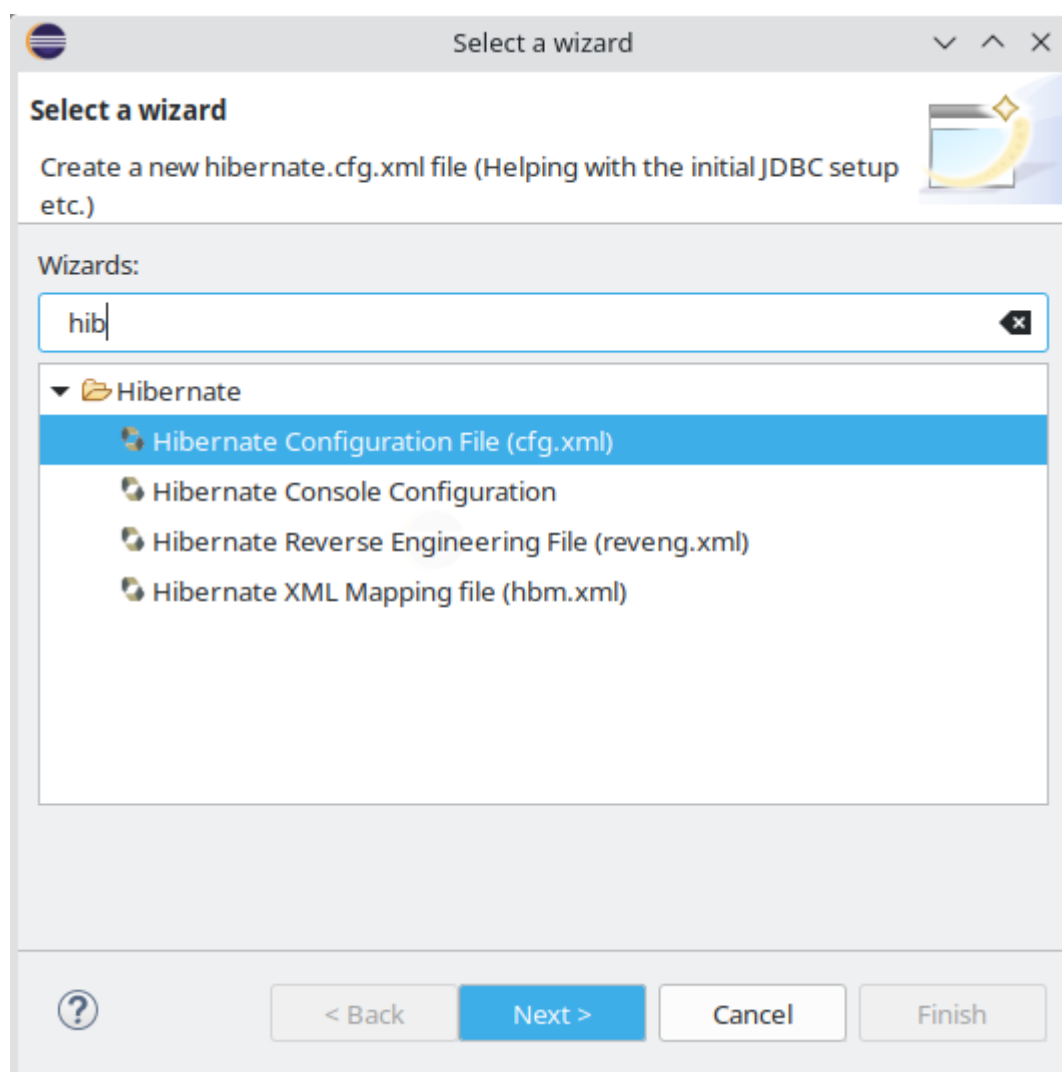 Select a wizard
Select a wizard
Create a new hibernate.cfg.xml file (Helping with the initial JDBC setup
etc.)
Wizards:
hib
Hibernate
Hibernate Configuration File (cfg.xml)
Hibernate Console Configuration
Hibernate Reverse Engineering File (reveng.xml)
Hibernate XML Mapping file (hbm.xml)
< Back Next > Cancel Finish